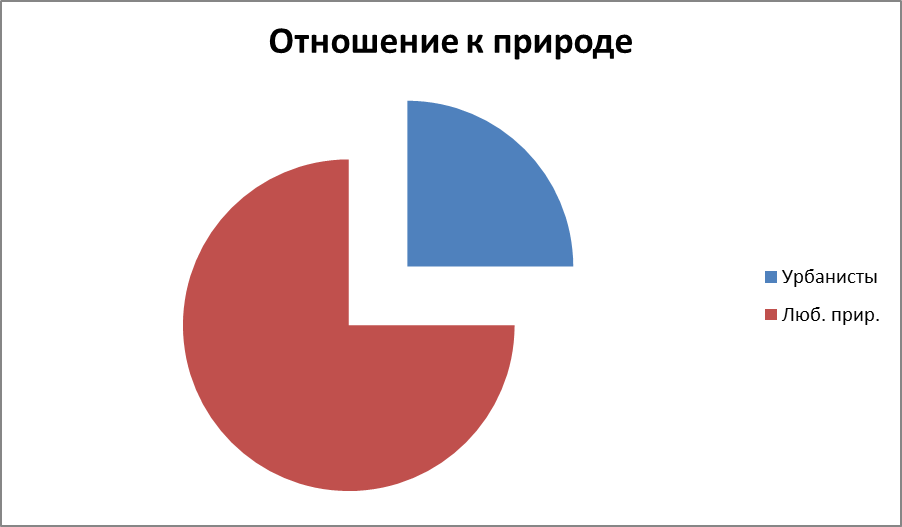 Отношение к природе
Урбанисты
Люб. прир.